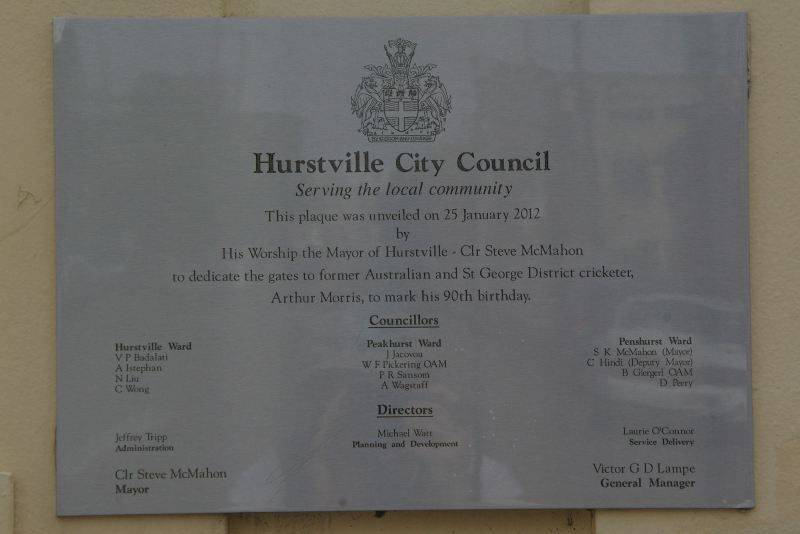 Hurstville City Council
Serving the local community
This plaque was unveiled on 25 January 2012
by
His Worship the Mayor of Hurstville - Clr Steve McMahon
to dedicate the gates to former Australian and St George District cricketer,
Arthur Morris, to mark his 90th birthday.
Councillors
Hurstville Ward
V P Badalati
A Istephan
N Liu
C Wong
Peakhurst Ward
J Jacovou
W F Pickering OAM
P R Sansom
A Wagstaff
Penshurst Ward
S K McMahon (Mayor)
C Hindi (Deputy Mayor)
B Giergerl OAM
D Perry
Directors
Jeffrey Tripp
Administration
Michael Watt
Planning and Development
Laurie O'Connor
Service Delivery
Clr Steve McMahon
Mayor
Victor G D Lampe
General Manager